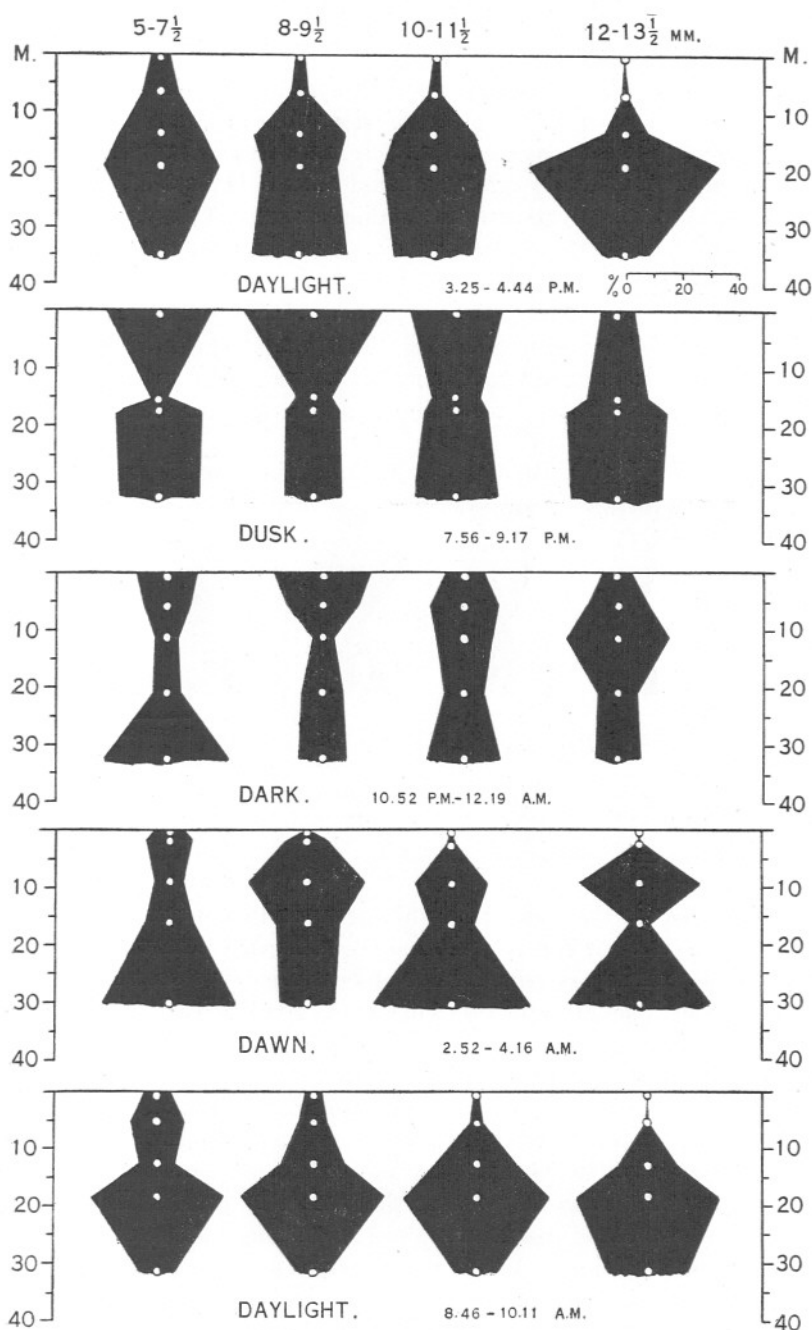 5-7½ 8-9½ 10-11½ 12-13½ MM.
M. M.
10 10
20 20
30 30
40 40
DAYLIGHT. 3.25 - 4.44 P.M. % 0 20 40
10 10
20 20
30 30
40 40
DUSK. 7.56 - 9.17 P.M.
10 10
20 20
30 30
40 40
DARK. 10.52 P.M.-12.19 A.M.
10 10
20 20
30 30
40 40
DAWN. 2.52 - 4.16 A.M.
10 10
20 20
30 30
40 40
DAYLIGHT. 8.46 - 10.11 A.M.